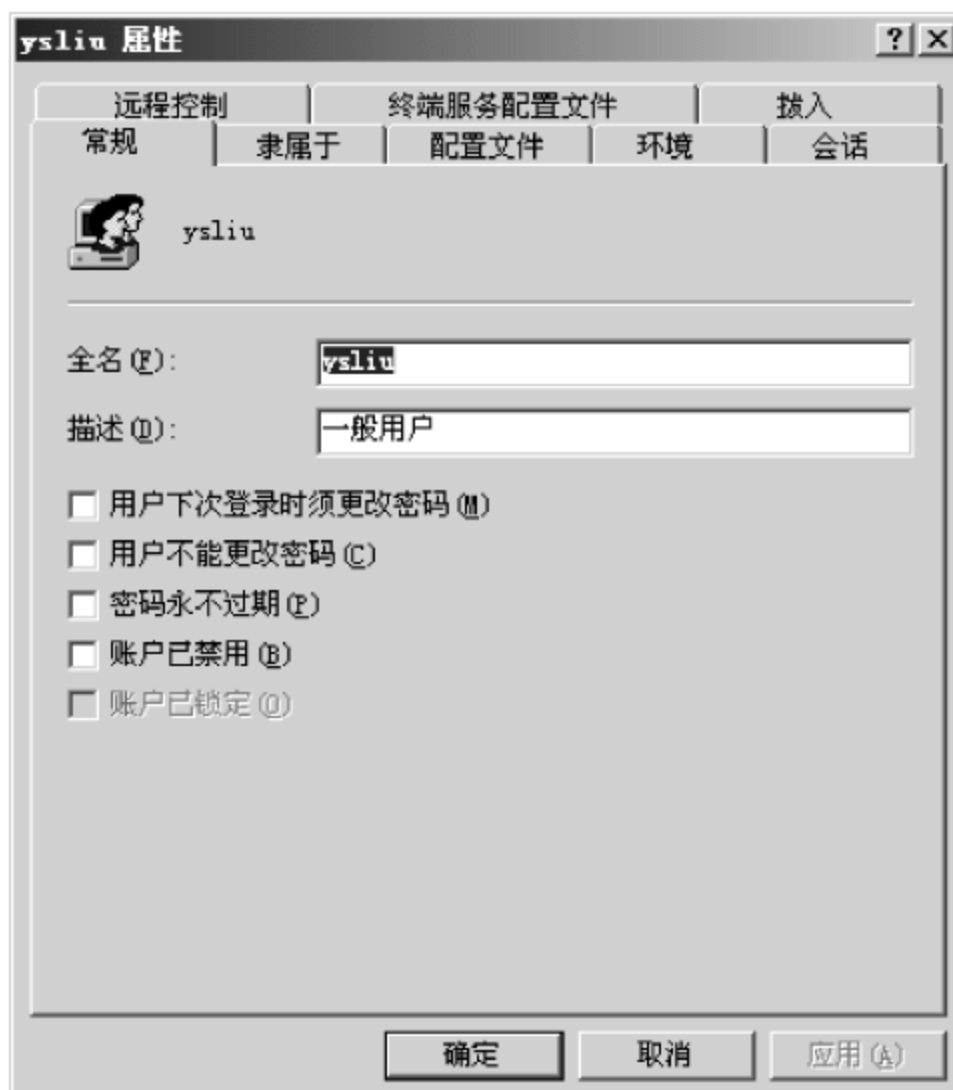 ysliu 属性
远程控制 终端服务配置文件 拨入
常规 隶属于 配置文件 环境 会话
ysliu
全名(F): ysliu
描述(D): 一般用户
用户下次登录时须更改密码(M)
用户不能更改密码(C)
密码永不过期(P)
账户已禁用(B)
账户已锁定(O)
确定 取消 应用(A)